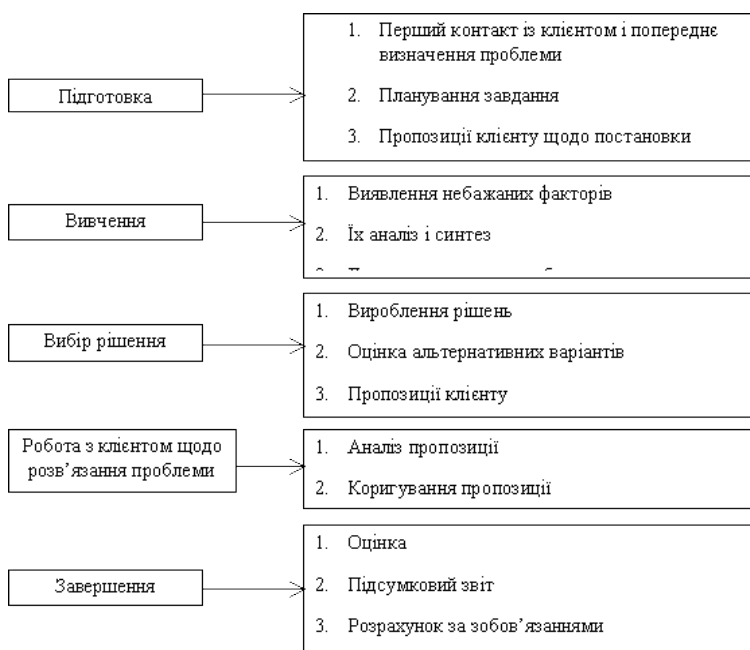 Підготовка
1. Перший контакт із клієнтом і попереднє
визначення проблеми
2. Планування завдання
3. Пропозиції клієнту щодо постановки
Вивчення
1. Виявлення небажаних факторів
2. Їх аналіз і синтез
Вибір рішення
1. Вироблення рішень
2. Оцінка альтернативних варіантів
3. Пропозиції клієнту
Робота з клієнтом щодо
розв’язання проблеми
1. Аналіз пропозиції
2. Коригування пропозиції
Завершення
1. Оцінка
2. Підсумковий звіт
3. Розрахунок за зобов’язаннями